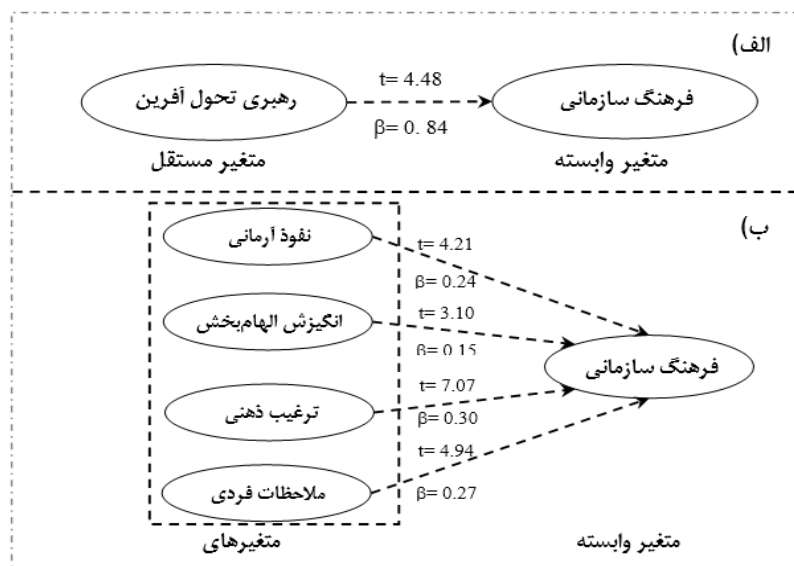 الف)
رهبری تحول آفرین
t= 4.48
β= 0. 84
فرهنگ سازمانی
متغیر مستقل
متغیر وابسته
ب)
نفوذ آرمانی
t= 4.21
β= 0.24
انگیزش الهام‌بخش
t= 3.10
β= 0.15
فرهنگ سازمانی
ترغیب ذهنی
t= 7.07
β= 0.30
ملاحظات فردی
t= 4.94
β= 0.27
متغیرهای
متغیر وابسته